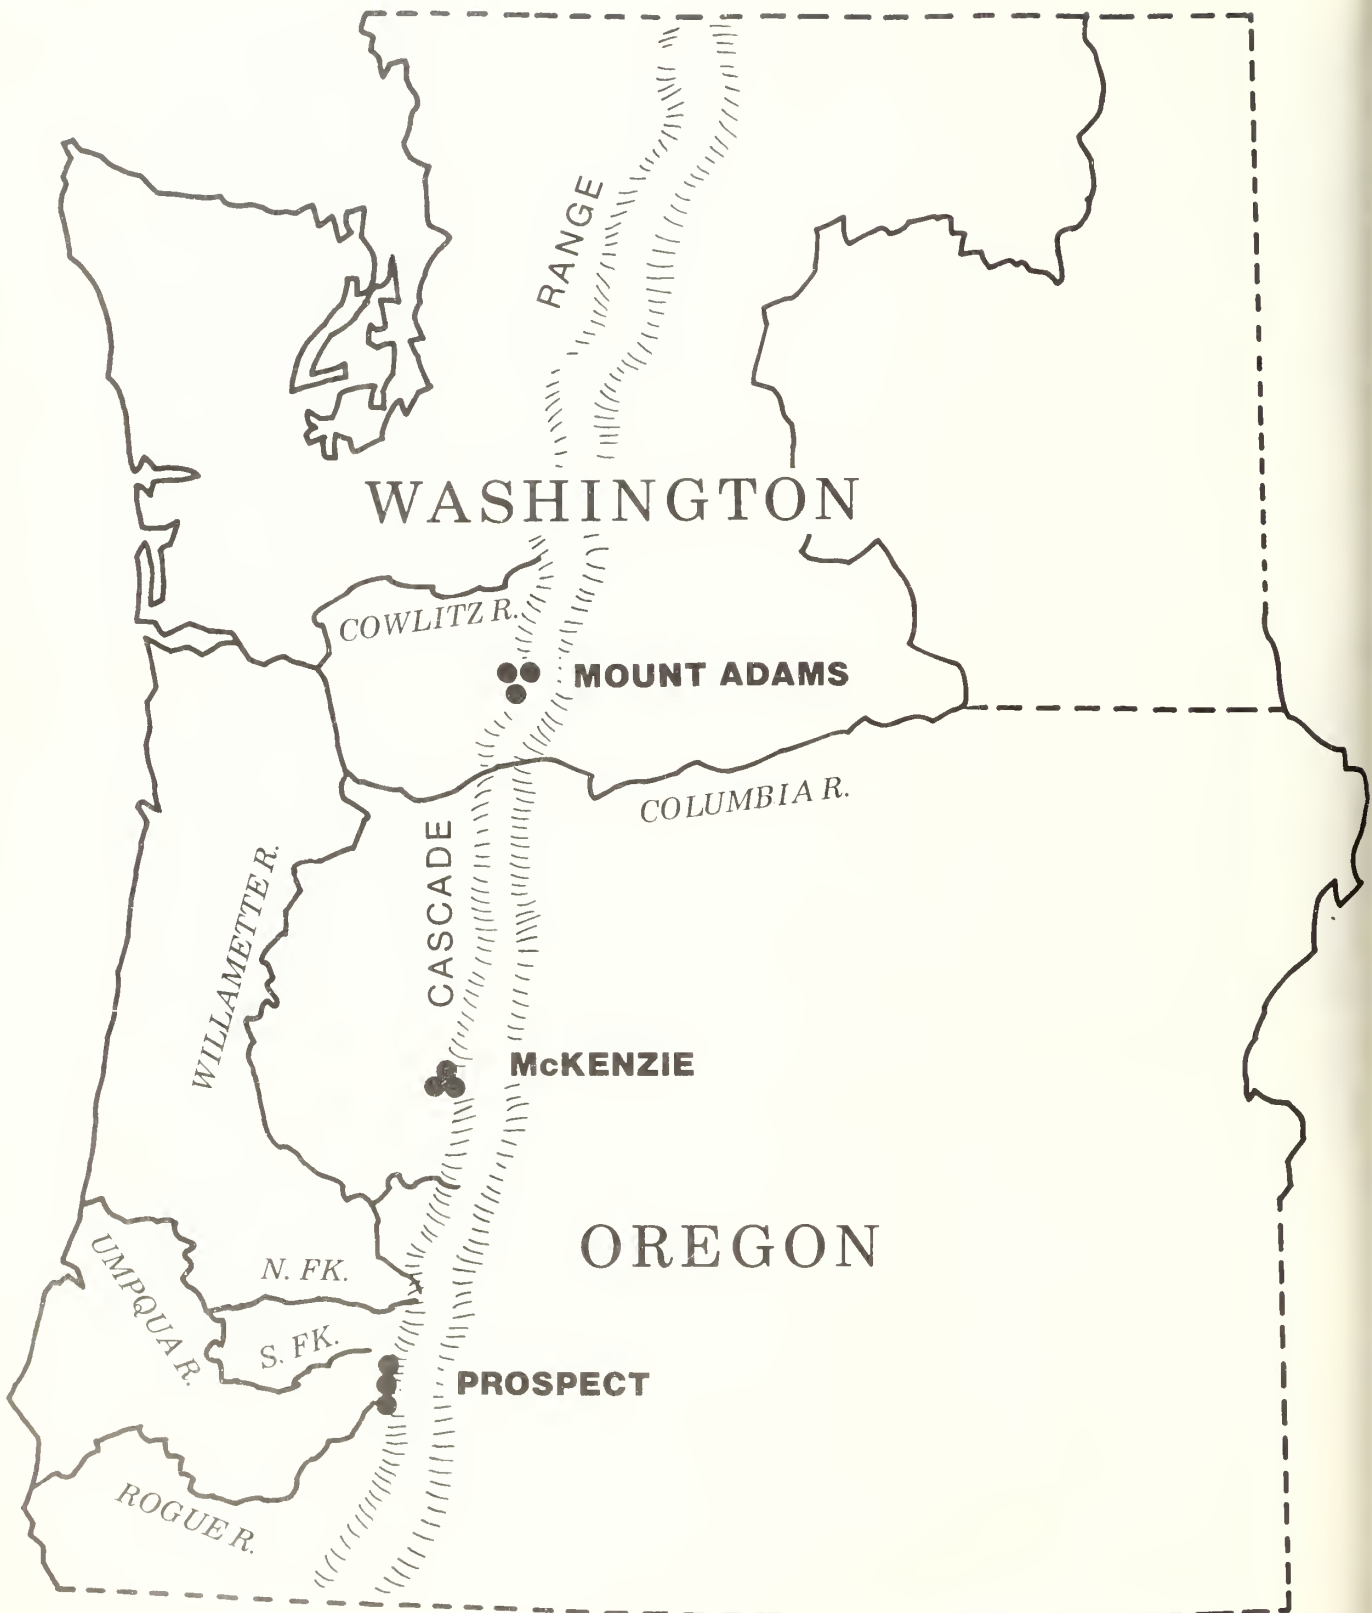 RANGE
WASHINGTON
COWLITZ R.
MOUNT ADAMS
COLUMBIA R.
CASCADE
WILLAMETTE R.
McKENZIE
OREGON
UMPQUA R.
N. FK.
S. FK.
PROSPECT
ROGUE R.